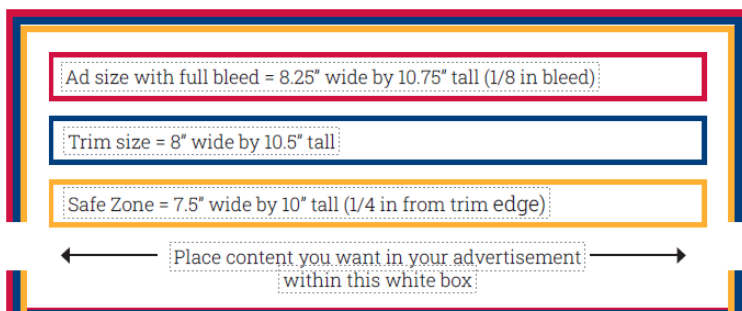 Ad size with full bleed = 8.25” wide by 10.75” tall (1/8 in bleed)
Trim size = 8” wide by 10.5” tall
Safe Zone = 7.5” wide by 10” tall (1/4 in from trim edge)
Place content you want in your advertisement
within this white box